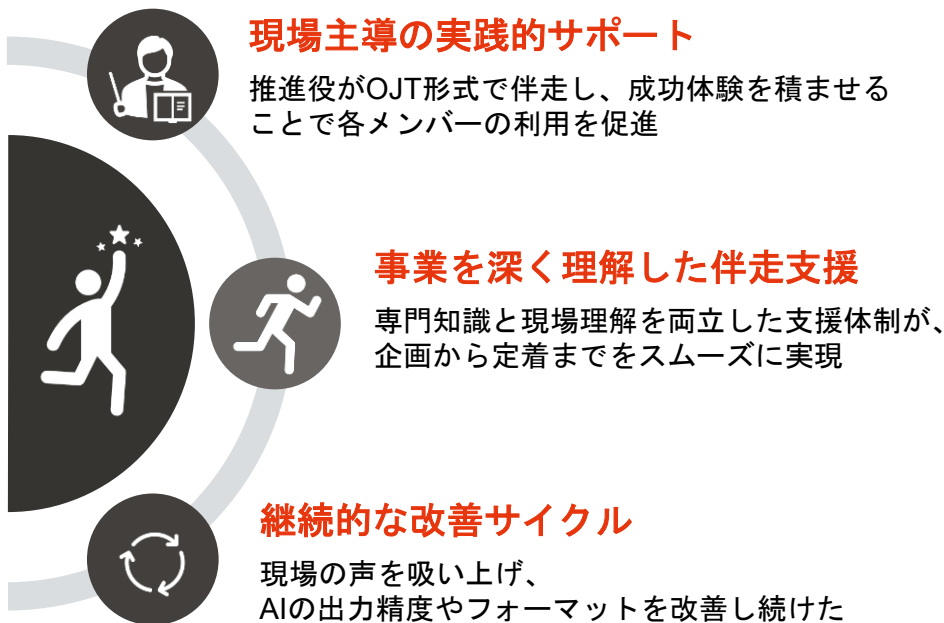 現場主導の実践的サポート
推進役がOJT形式で伴走し、成功体験を積ませる
ことで各メンバーの利用を促進
事業を深く理解した伴走支援
専門知識と現場理解を両立した支援体制が、
企画から定着までをスムーズに実現
継続的な改善サイクル
現場の声を吸い上げ、
AIの出力精度やフォーマットを改善し続けた